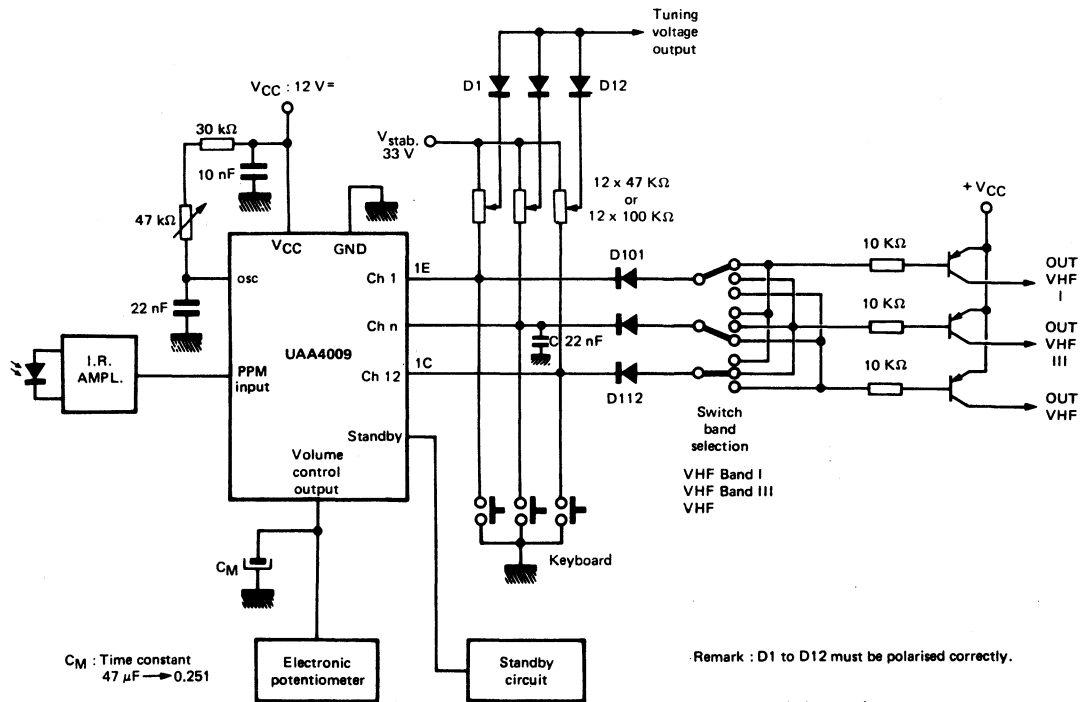 Tuning
voltage
output
D1
D12
VCC : 12 V=
30 kΩ
10 nF
Vstab.
33 V
12 x 47 KΩ
or
12 x 100 KΩ
+ VCC
47 kΩ
VCC
GND
osc
Ch 1
1E
D101
10 KΩ
OUT
VHF
I
22 nF
Ch n
C
22 nF
10 KΩ
OUT
VHF
III
UAA4009
I.R.
AMPL.
PPM
input
Ch 12
1C
D112
10 KΩ
OUT
VHF
Standby
Switch
band
selection
Volume
control
output
VHF Band I
VHF Band III
VHF
Keyboard
CM
CM : Time constant
47 μF → 0.251
Electronic
potentiometer
Standby
circuit
Remark : D1 to D12 must be polarised correctly.